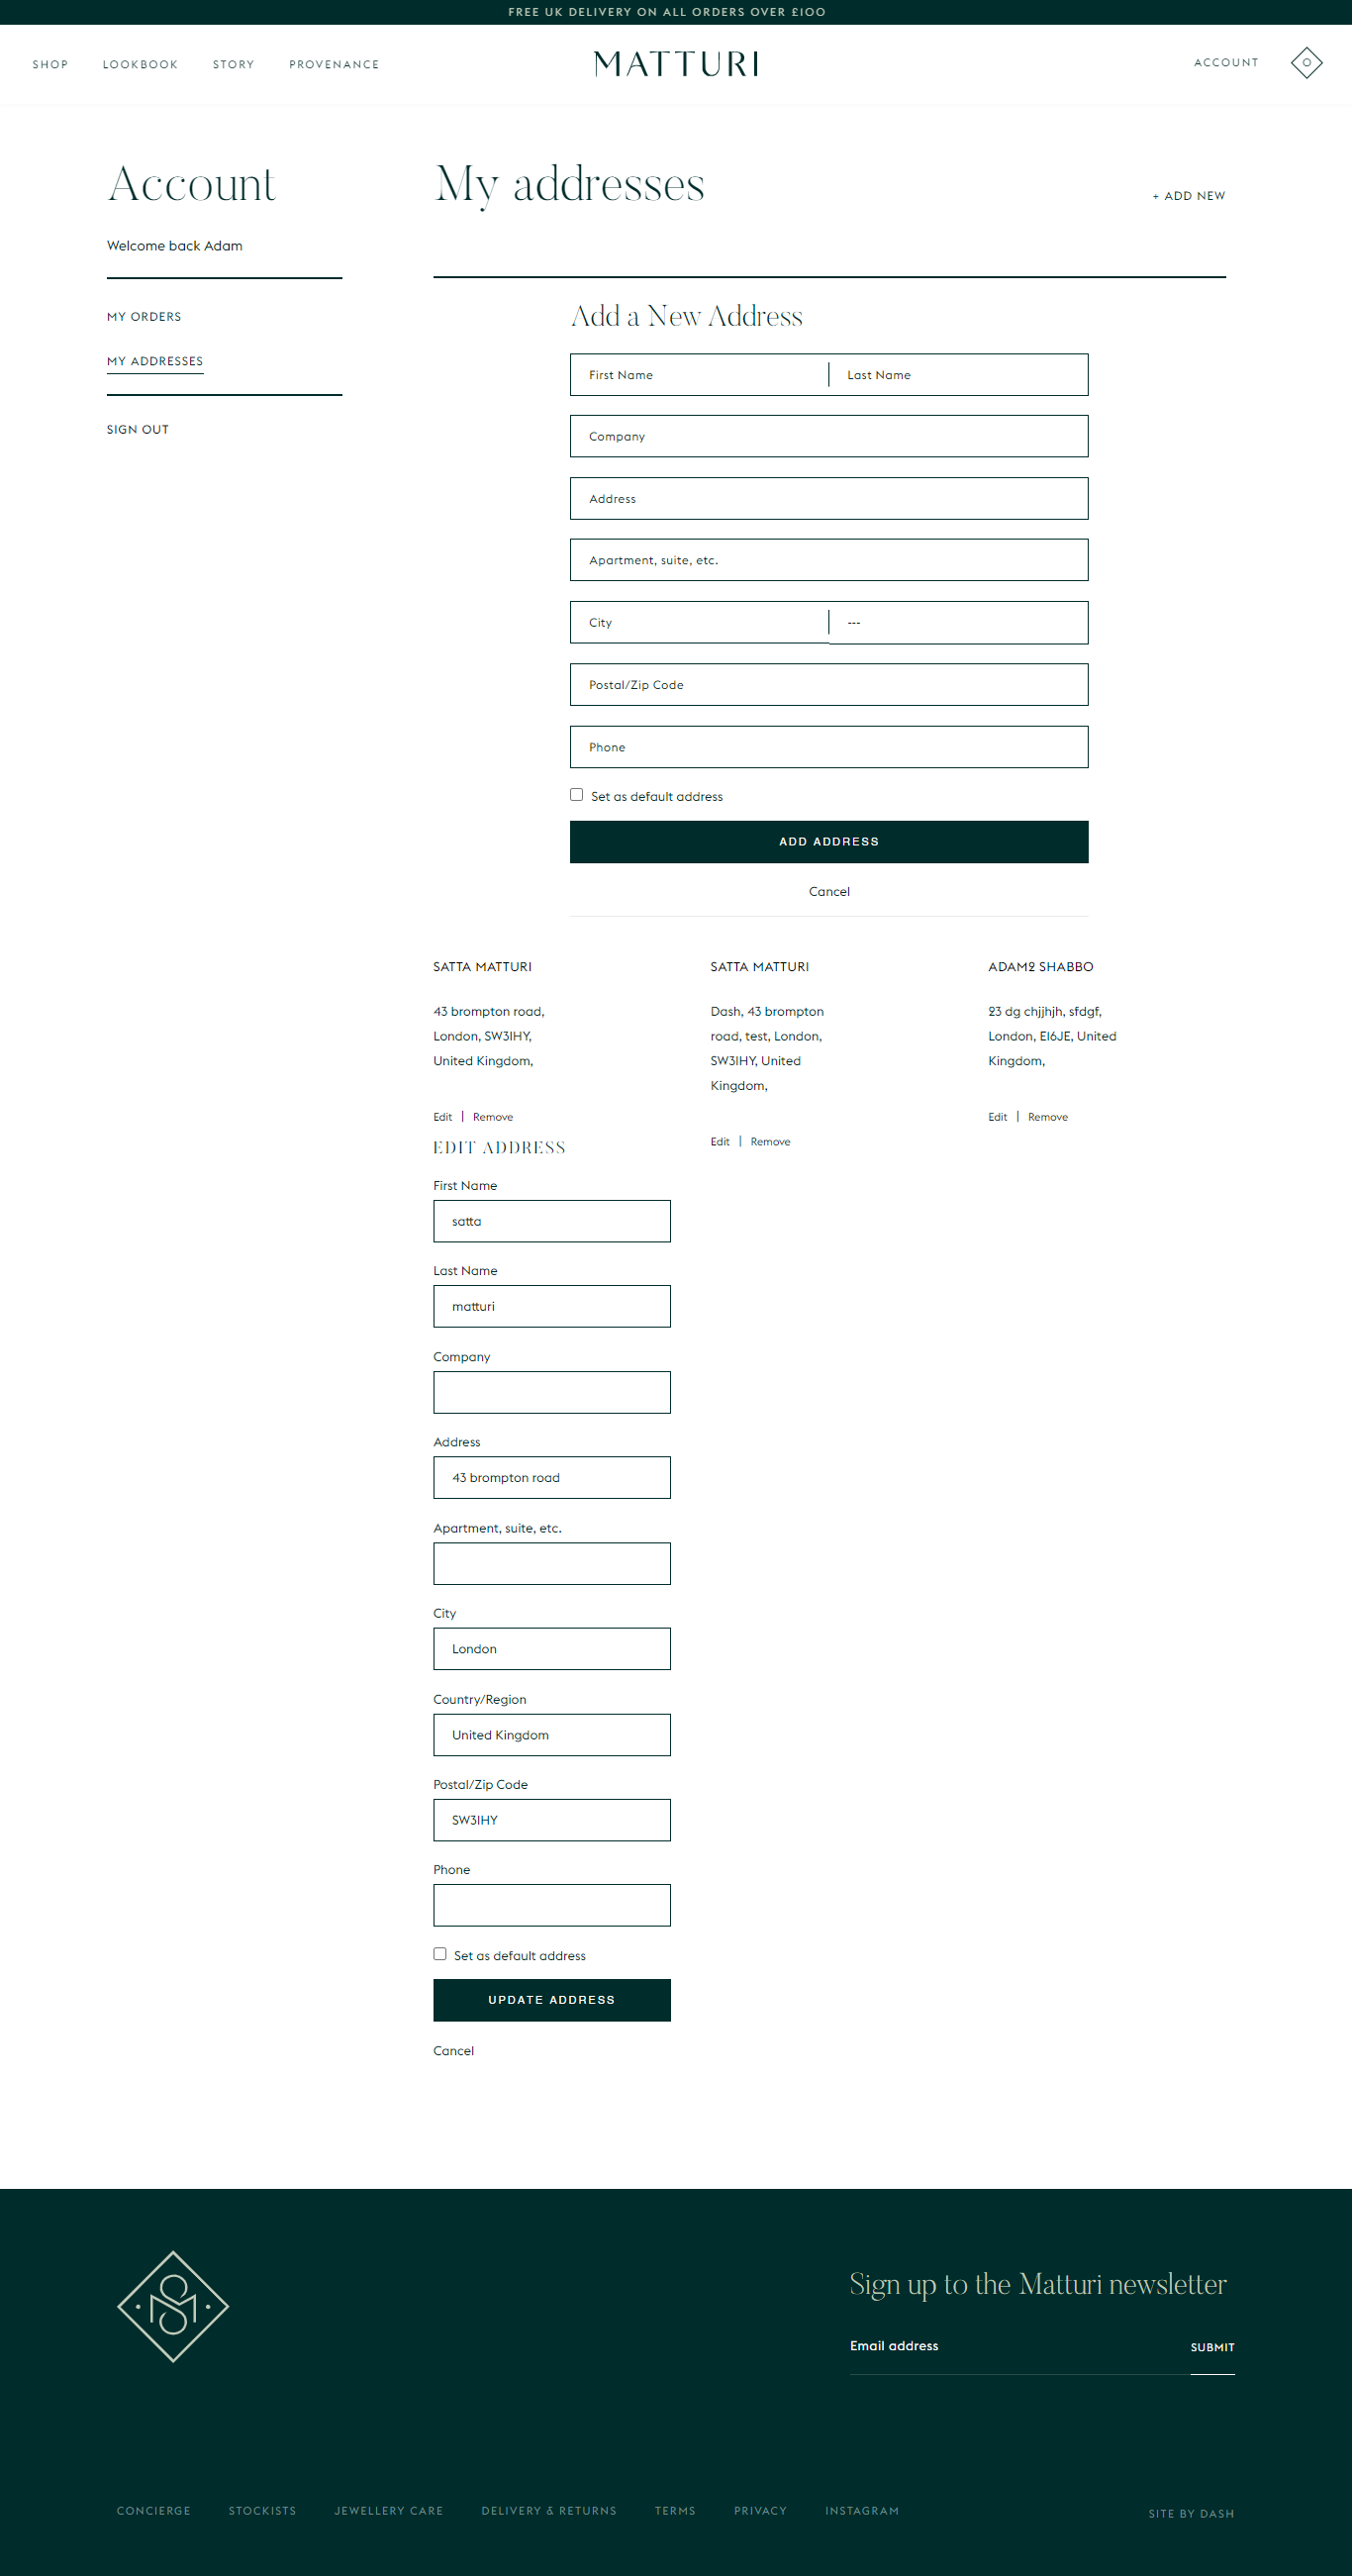 FREE UK DELIVERY ON ALL ORDERS OVER £100
SHOP LOOKBOOK STORY PROVENANCE
MATTURI
ACCOUNT 0
Account
Welcome back Adam
MY ORDERS
MY ADDRESSES
SIGN OUT
My addresses
+ ADD NEW
Add a New Address
First Name Last Name
Company
Address
Apartment, suite, etc.
City ---
Postal/Zip Code
Phone
Set as default address
ADD ADDRESS
Cancel
SATTA MATTURI
43 brompton road,
London, SW31HY,
United Kingdom,
Edit | Remove
SATTA MATTURI
Dash, 43 brompton
road, test, London,
SW31HY, United
Kingdom,
Edit | Remove
ADAM2 SHABBO
23 dg chjjhjh, sfdgf,
London, E16JE, United
Kingdom,
Edit | Remove
EDIT ADDRESS
First Name
satta
Last Name
matturi
Company
Address
43 brompton road
Apartment, suite, etc.
City
London
Country/Region
United Kingdom
Postal/Zip Code
SW31HY
Phone
Set as default address
UPDATE ADDRESS
Cancel
Sign up to the Matturi newsletter
Email address SUBMIT
CONCIERGE STOCKISTS JEWELLERY CARE DELIVERY & RETURNS TERMS PRIVACY INSTAGRAM
SITE BY DASH